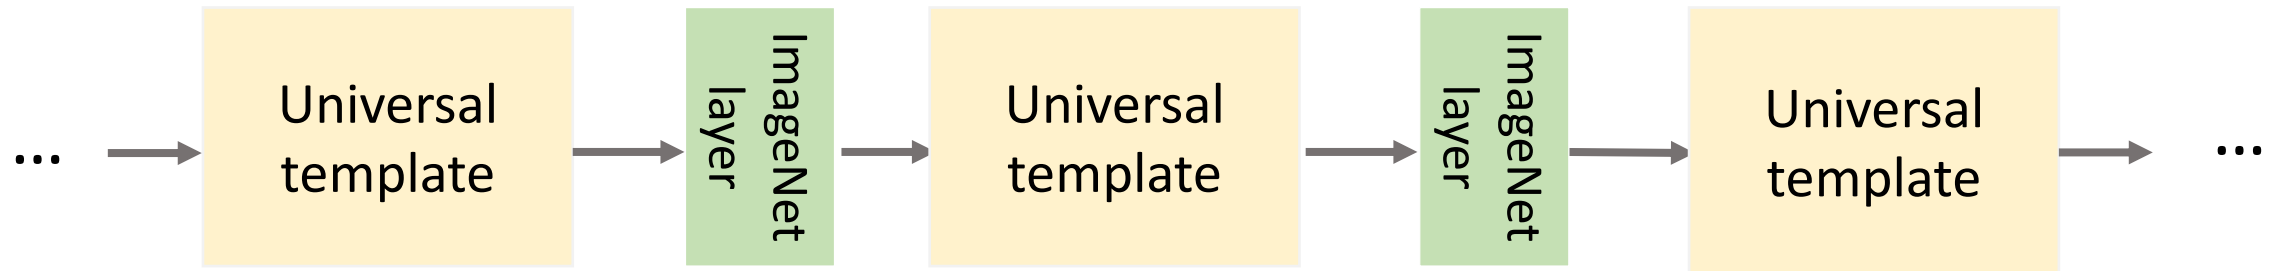 ...
Universal
template
ImageNet
layer
Universal
template
ImageNet
layer
Universal
template
...